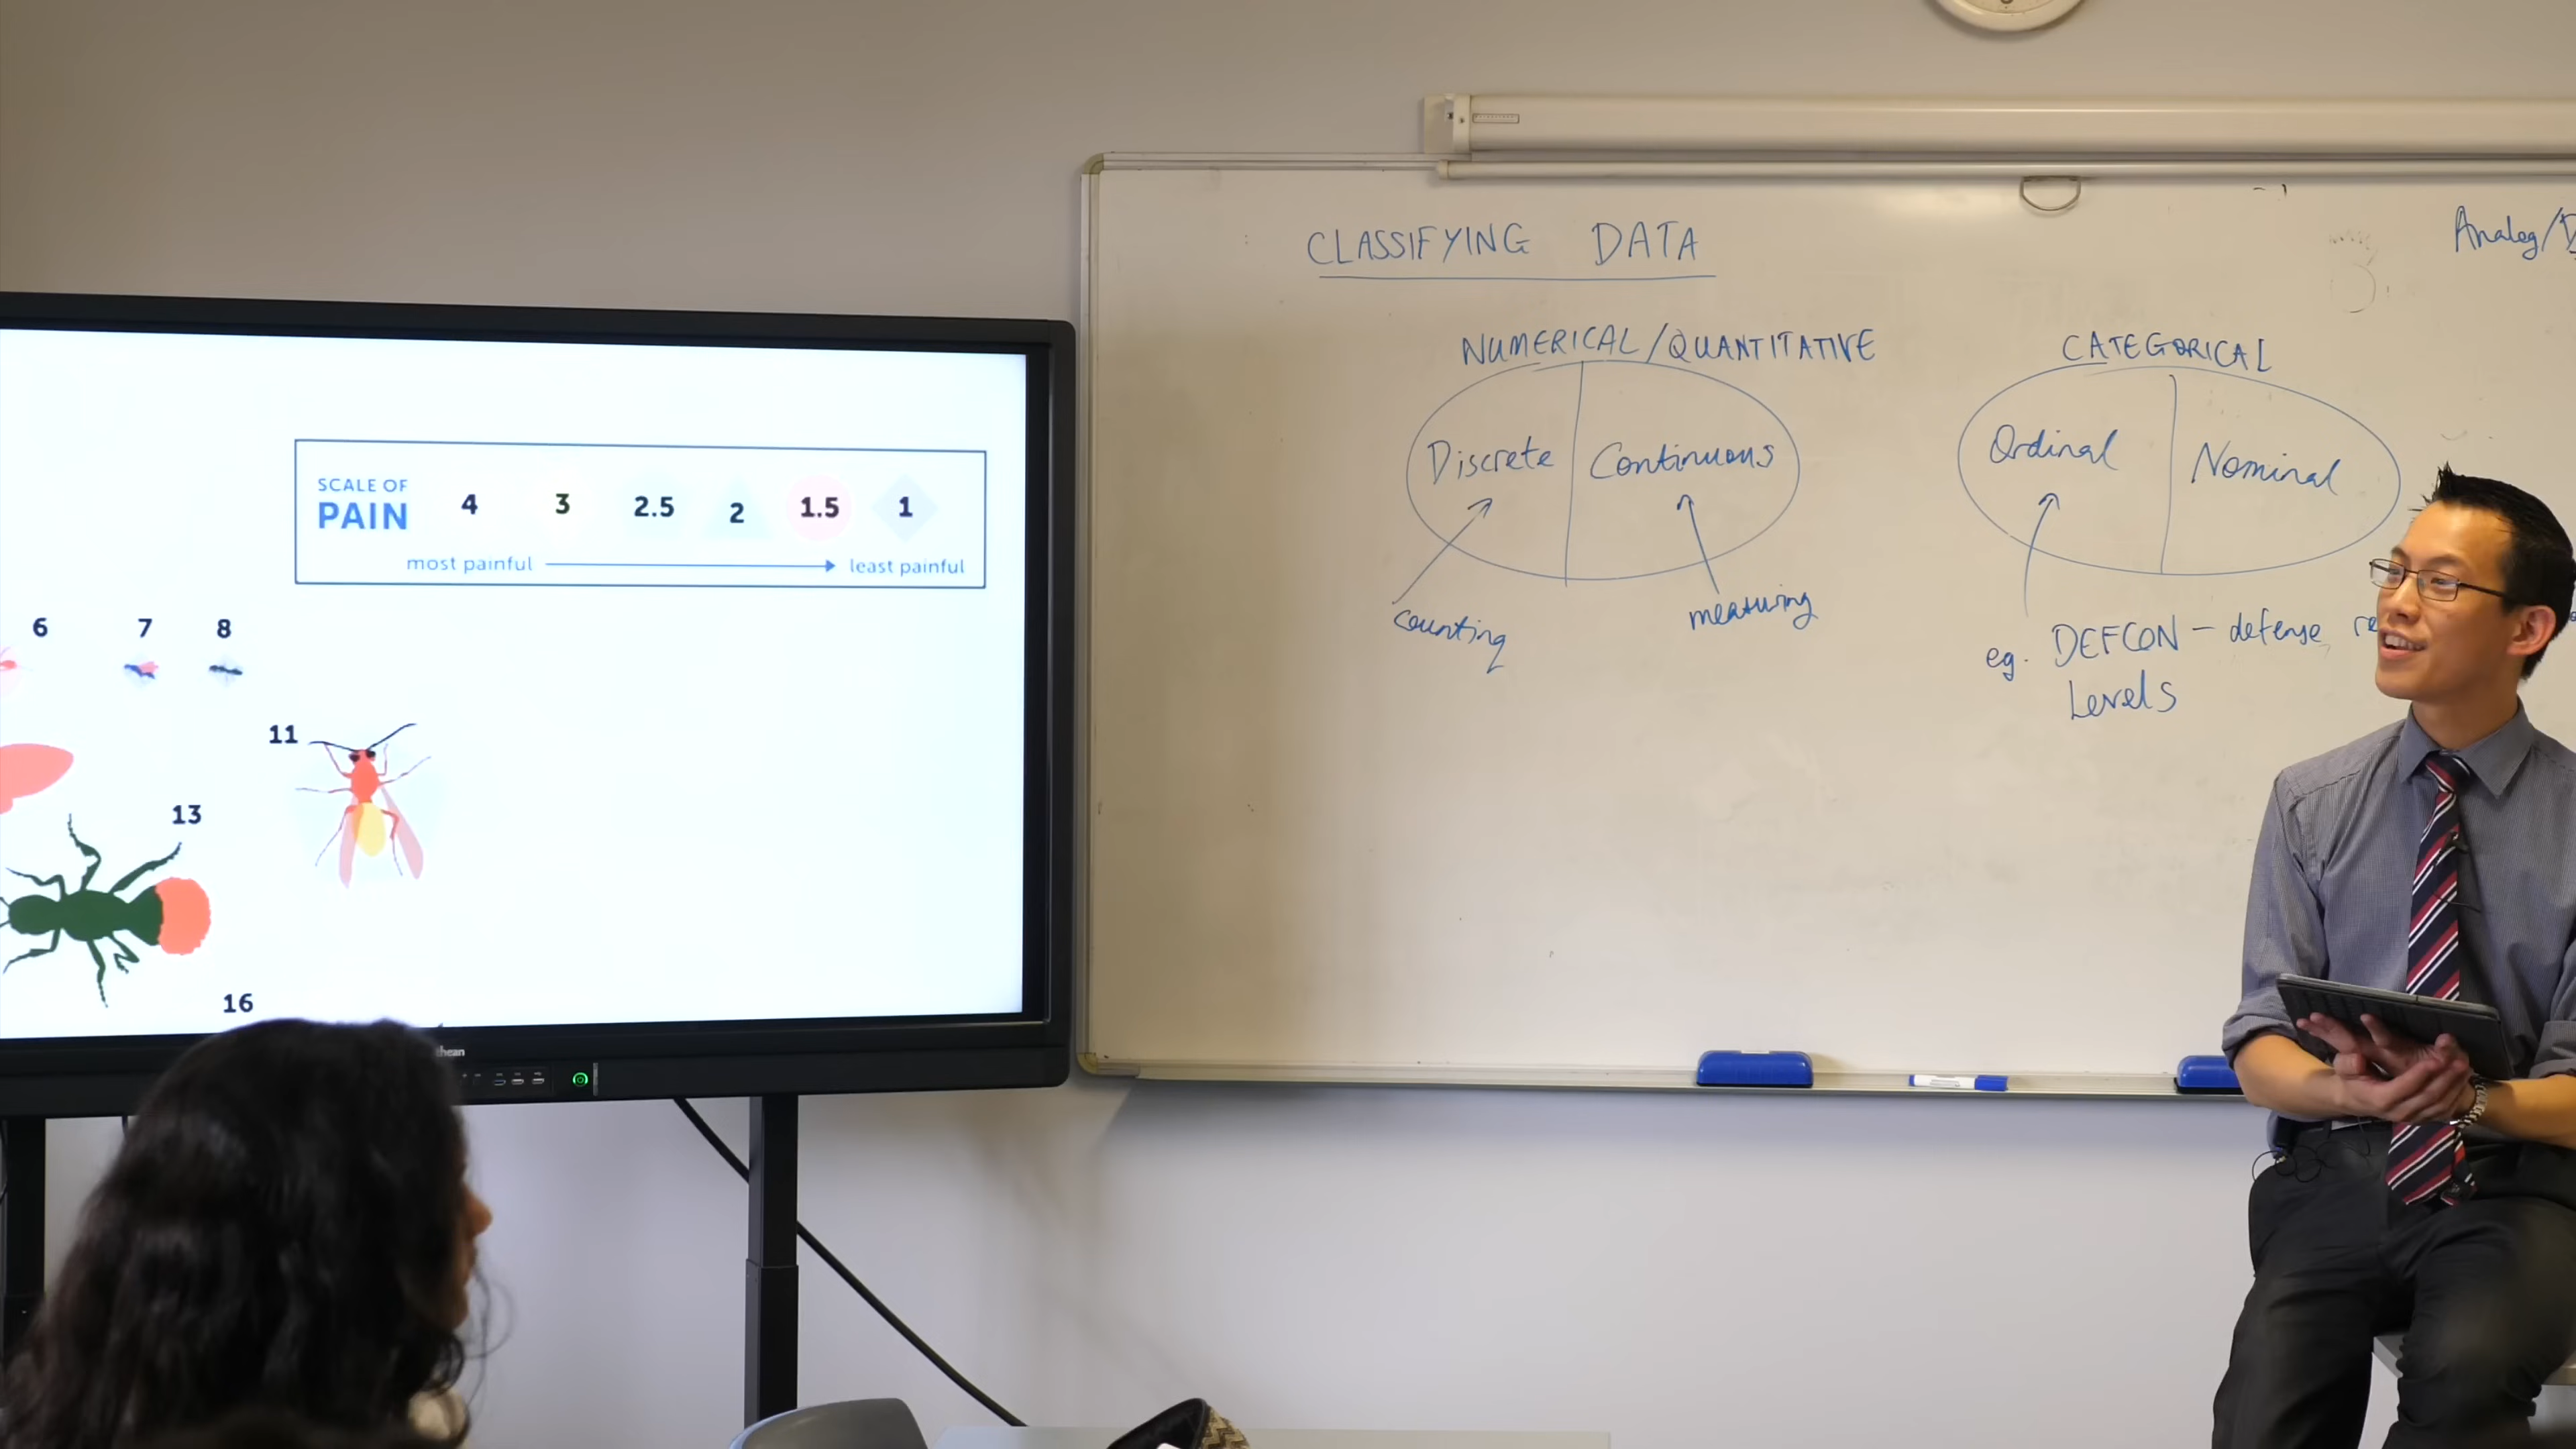 SCALE OF
PAIN
4 3 2.5 2 1.5 1
most painful least painful
6 7 8
11
13
16
CLASSIFYING DATA
Analog/
NUMERICAL/QUANTITATIVE
Discrete Continuous
counting measuring
CATEGORICAL
Ordinal Nominal
eg. DEFCON - defense
Levels